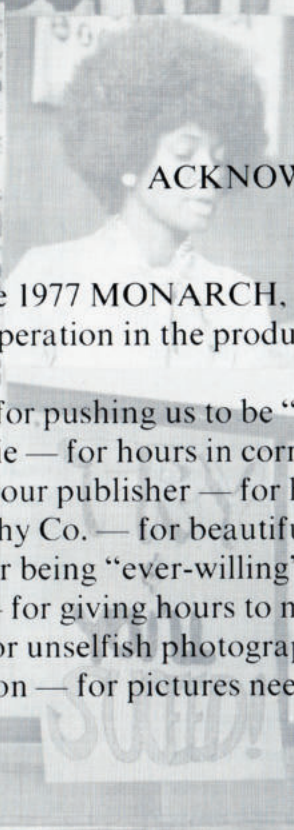 ACKNOW
e 1977 MONARCH,
peration in the produ
for pushing us to be “
ie — for hours in corr
our publisher — for
hy Co. — for beautifu
r being “ever-willing”
- for giving hours to
or unselfish photograp
on — for pictures nee